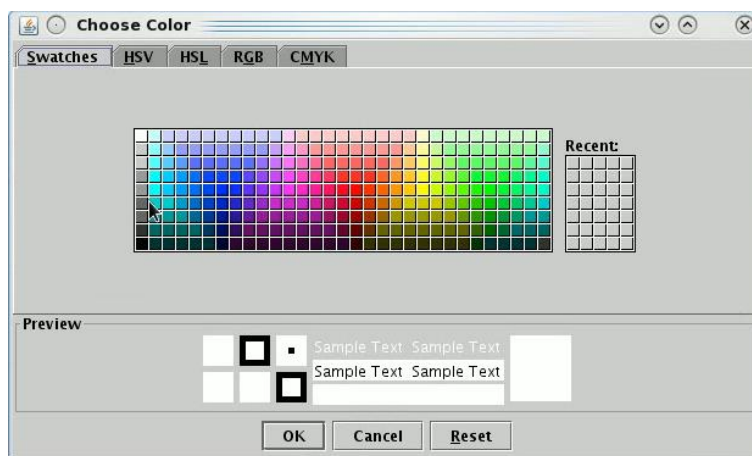 Choose Color
Swatches HSV HSL RGB CMYK
Recent:
Preview
Sample Text Sample Text
Sample Text Sample Text
OK Cancel Reset